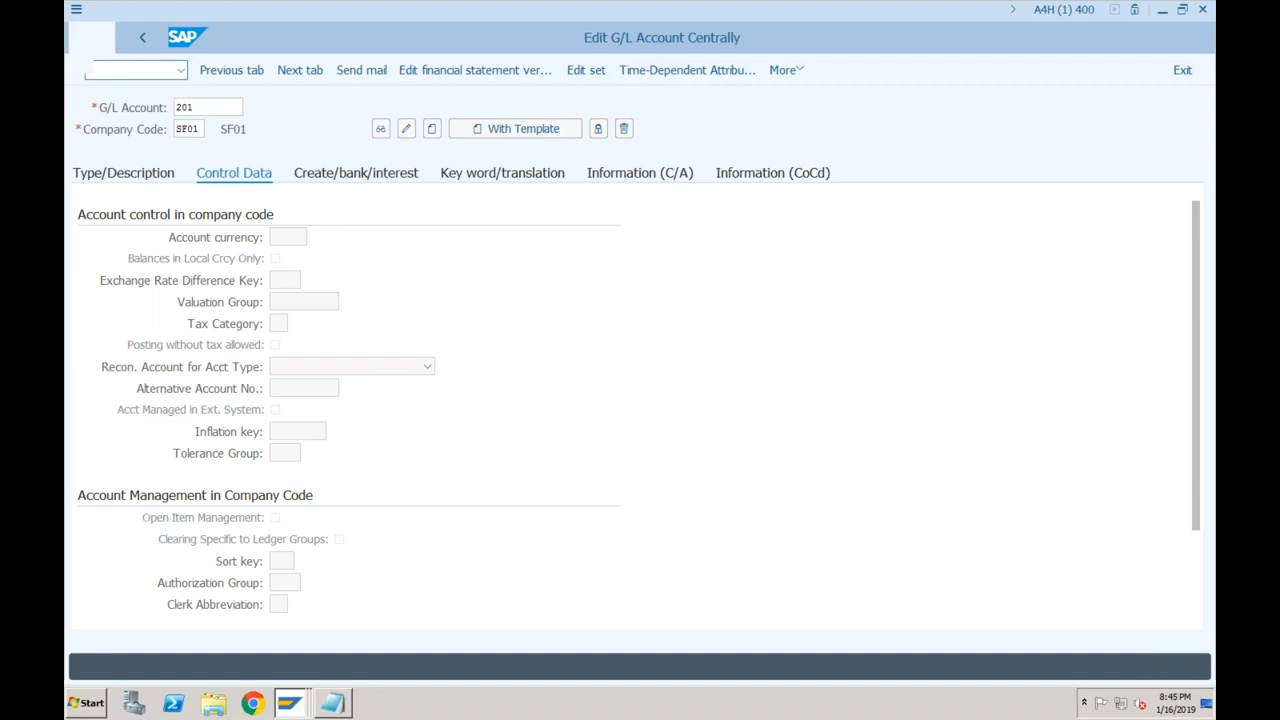 A4H (1) 400
SAP
Edit G/L Account Centrally
Previous tab Next tab Send mail Edit financial statement ver... Edit set Time-Dependent Attribu... More Exit
*G/L Account: 201
*Company Code: SF01 SF01
With Template
Type/Description Control Data Create/bank/interest Key word/translation Information (C/A) Information (CoCd)
Account control in company code
Account currency:
Balances in Local Crcy Only:
Exchange Rate Difference Key:
Valuation Group:
Tax Category:
Posting without tax allowed:
Recon. Account for Acct Type:
Alternative Account No.:
Acct Managed in Ext. System:
Inflation key:
Tolerance Group:
Account Management in Company Code
Open Item Management:
Clearing Specific to Ledger Groups:
Sort key:
Authorization Group:
Clerk Abbreviation:
Start
8:45 PM
1/16/2019